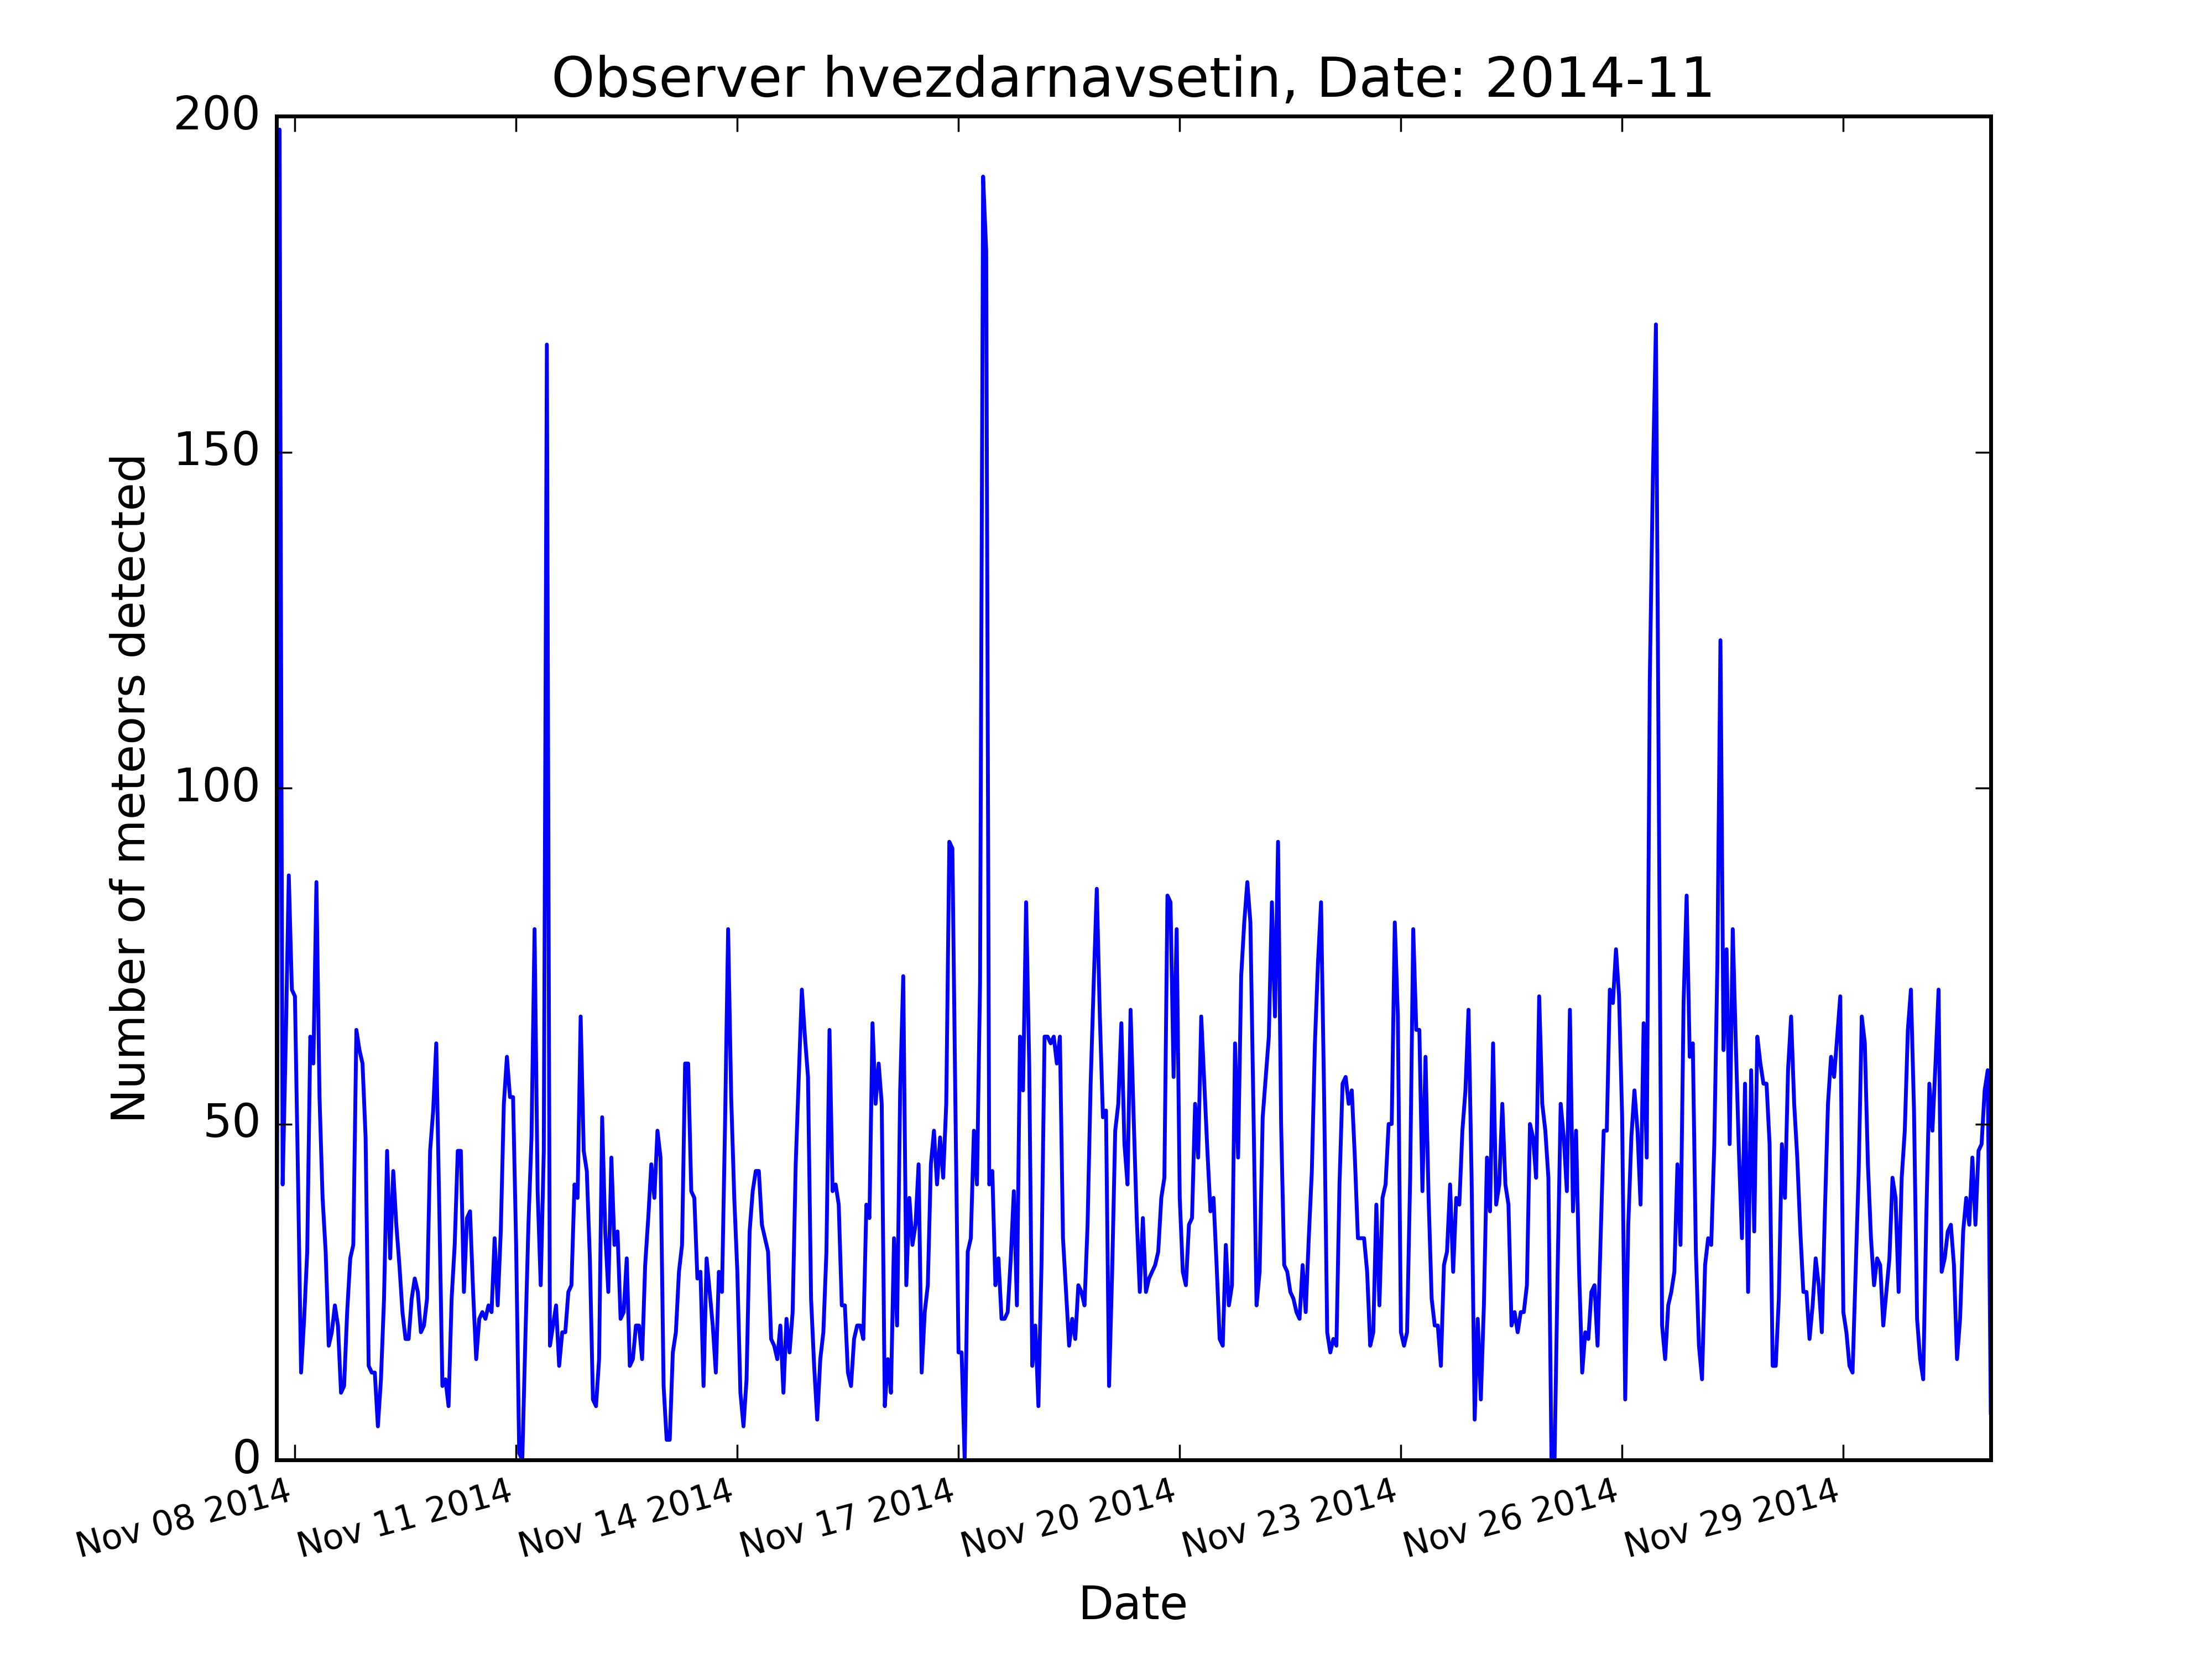 Observer hvezdarnavsetin, Date: 2014-11
200
150
100
50
0
Number of meteors detected
Nov 08 2014
Nov 11 2014
Nov 14 2014
Nov 17 2014
Nov 20 2014
Nov 23 2014
Nov 26 2014
Nov 29 2014
Date